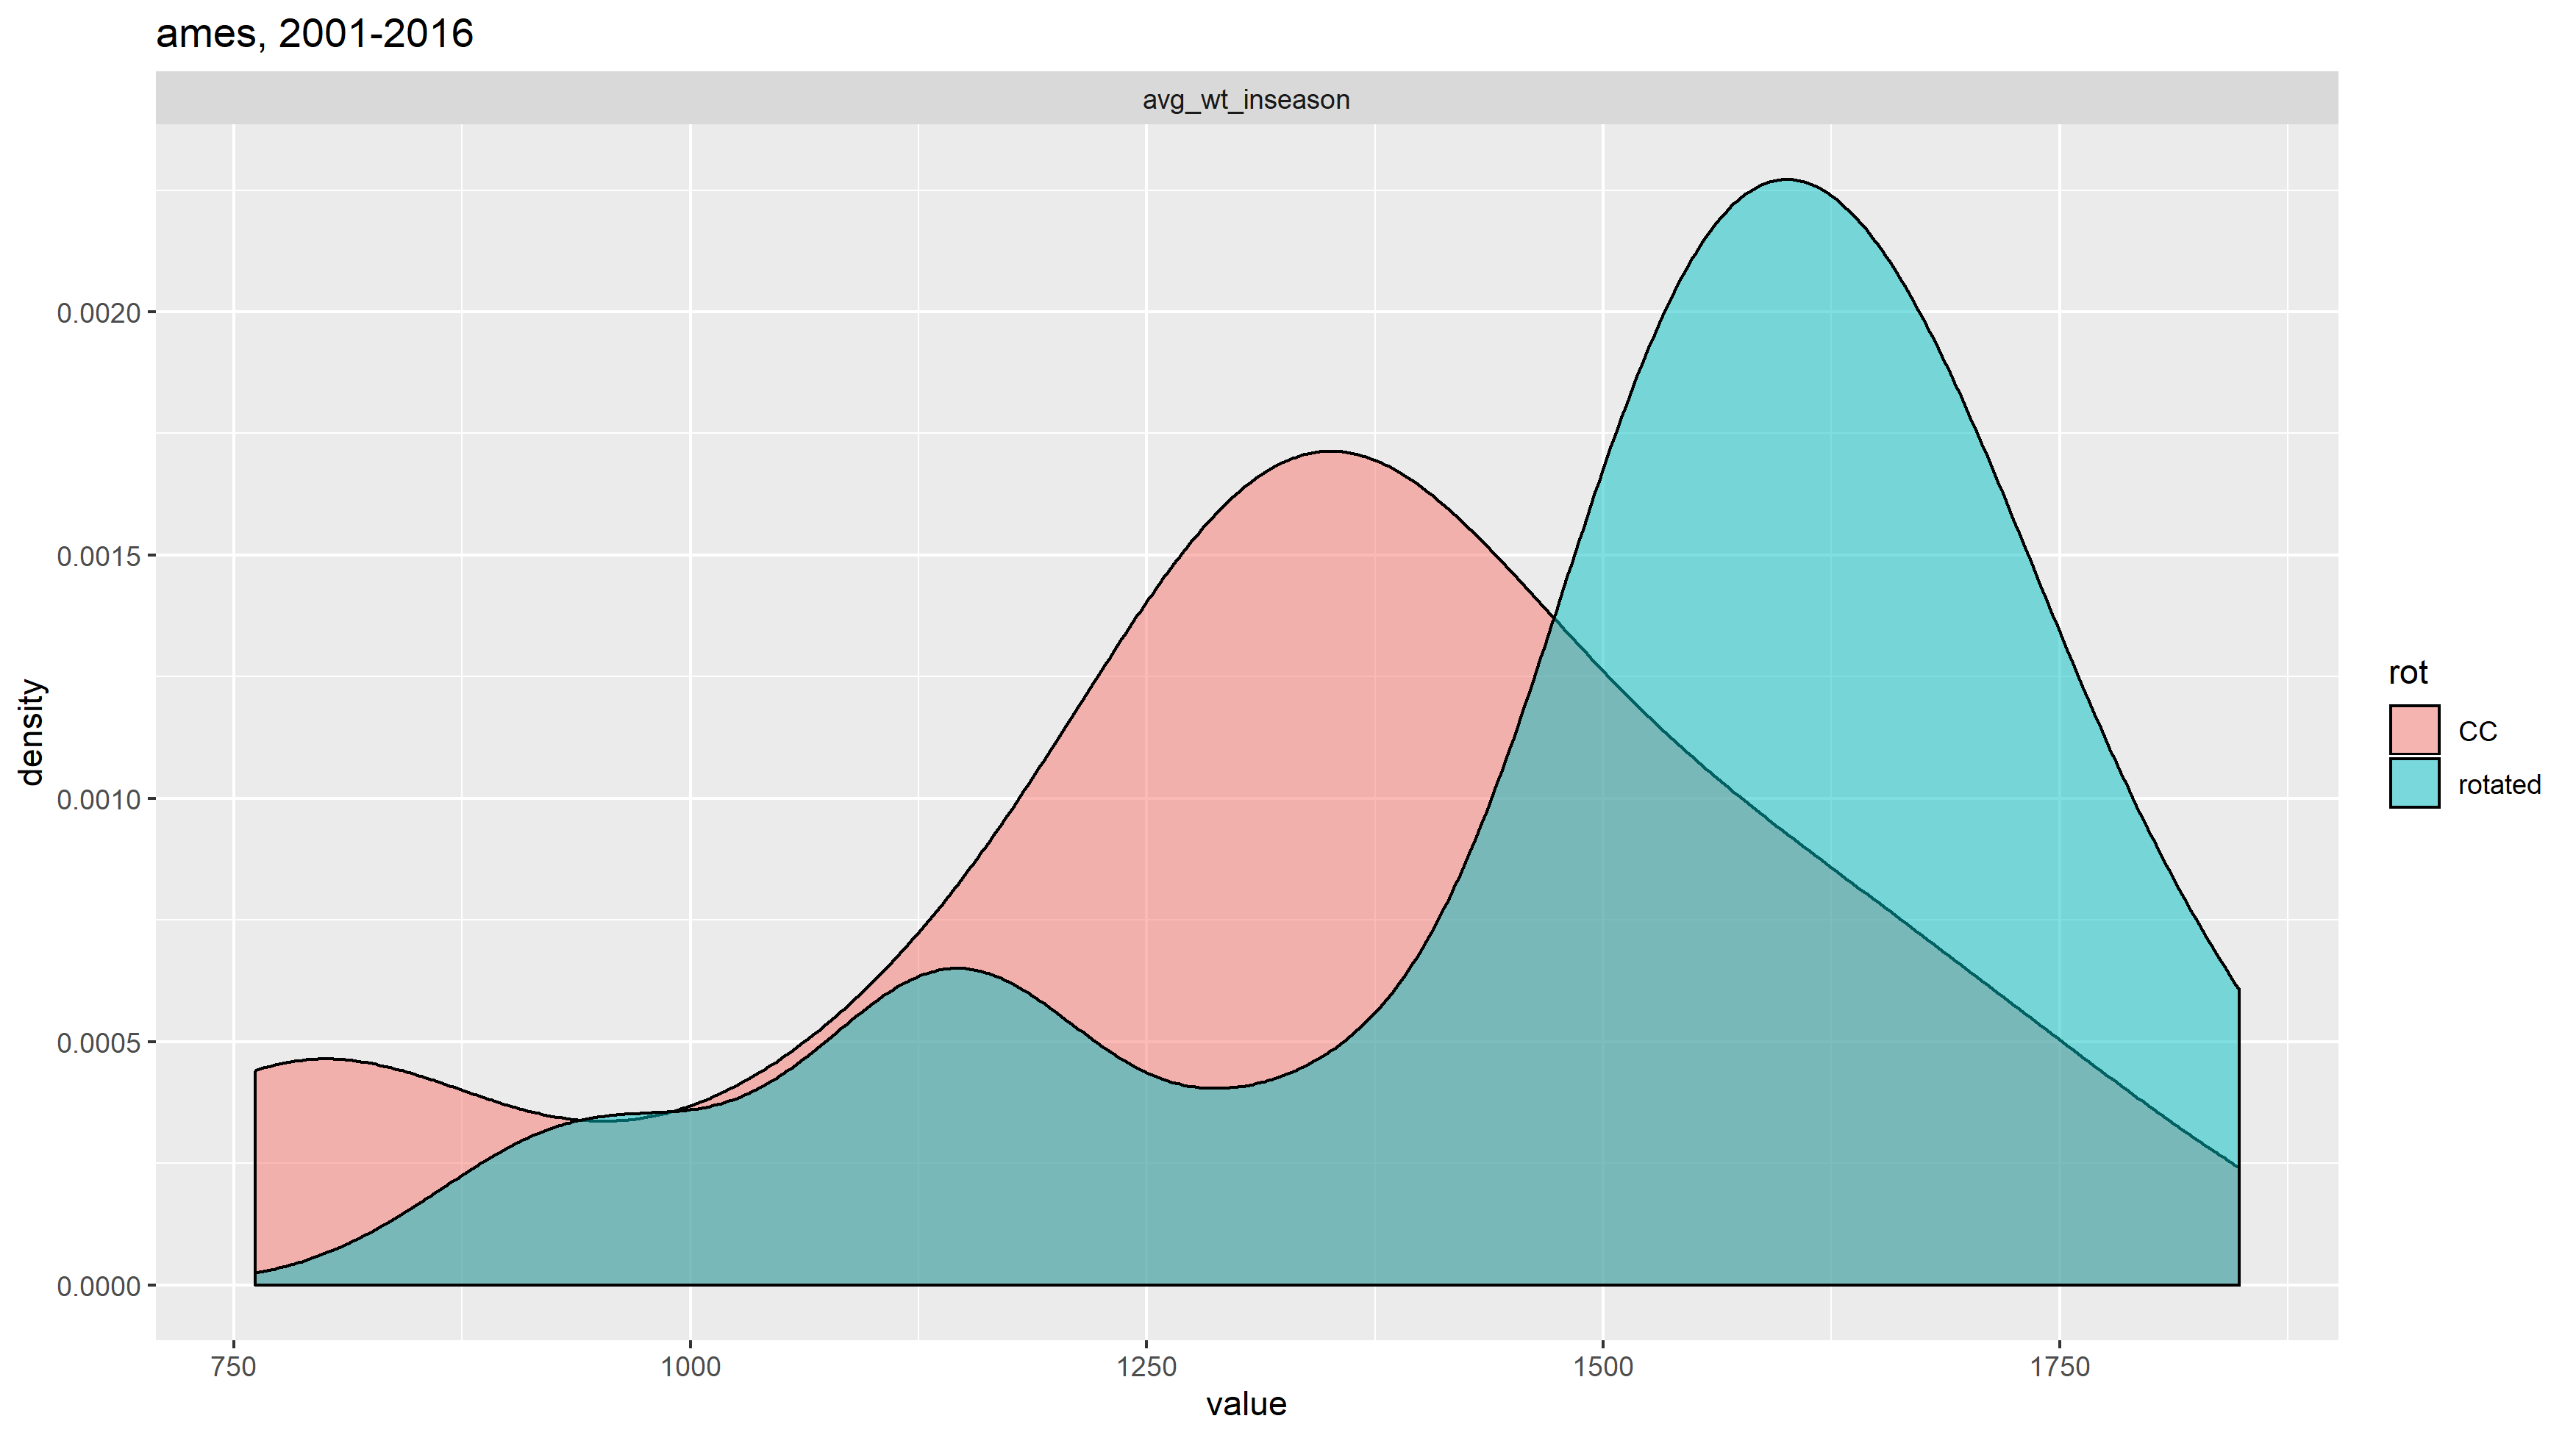 ames, 2001-2016
avg_wt_inseason
0.0020
0.0015
0.0010
0.0005
0.0000
density
750 1000 1250 1500 1750
value
rot
CC
rotated